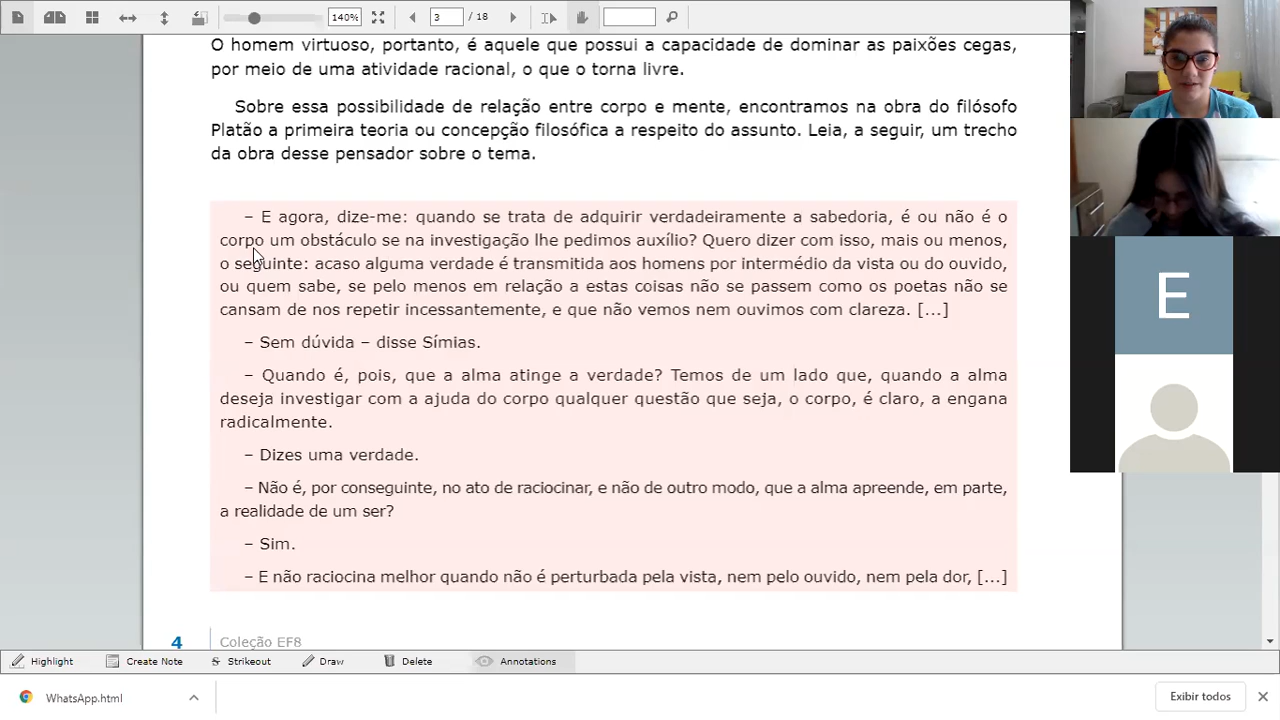 140%
3 / 18
O homem virtuoso, portanto, é aquele que possui a capacidade de dominar as paixões cegas,
por meio de uma atividade racional, o que o torna livre.
Sobre essa possibilidade de relação entre corpo e mente, encontramos na obra do filósofo
Platão a primeira teoria ou concepção filosófica a respeito do assunto. Leia, a seguir, um trecho
da obra desse pensador sobre o tema.
– E agora, dize-me: quando se trata de adquirir verdadeiramente a sabedoria, é ou não é o
corpo um obstáculo se na investigação lhe pedimos auxílio? Quero dizer com isso, mais ou menos,
o seguinte: acaso alguma verdade é transmitida aos homens por intermédio da vista ou do ouvido,
ou quem sabe, se pelo menos em relação a estas coisas não se passem como os poetas não se
cansam de nos repetir incessantemente, e que não vemos nem ouvimos com clareza. [...]
– Sem dúvida – disse Símias.
– Quando é, pois, que a alma atinge a verdade? Temos de um lado que, quando a alma
deseja investigar com a ajuda do corpo qualquer questão que seja, o corpo, é claro, a engana
radicalmente.
– Dizes uma verdade.
– Não é, por conseguinte, no ato de raciocinar, e não de outro modo, que a alma apreende, em parte,
a realidade de um ser?
– Sim.
– E não raciocina melhor quando não é perturbada pela vista, nem pelo ouvido, nem pela dor, [...]
4 Coleção EF8
E
Highlight Create Note Strikeout Draw Delete Annotations
WhatsApp.html Exibir todos